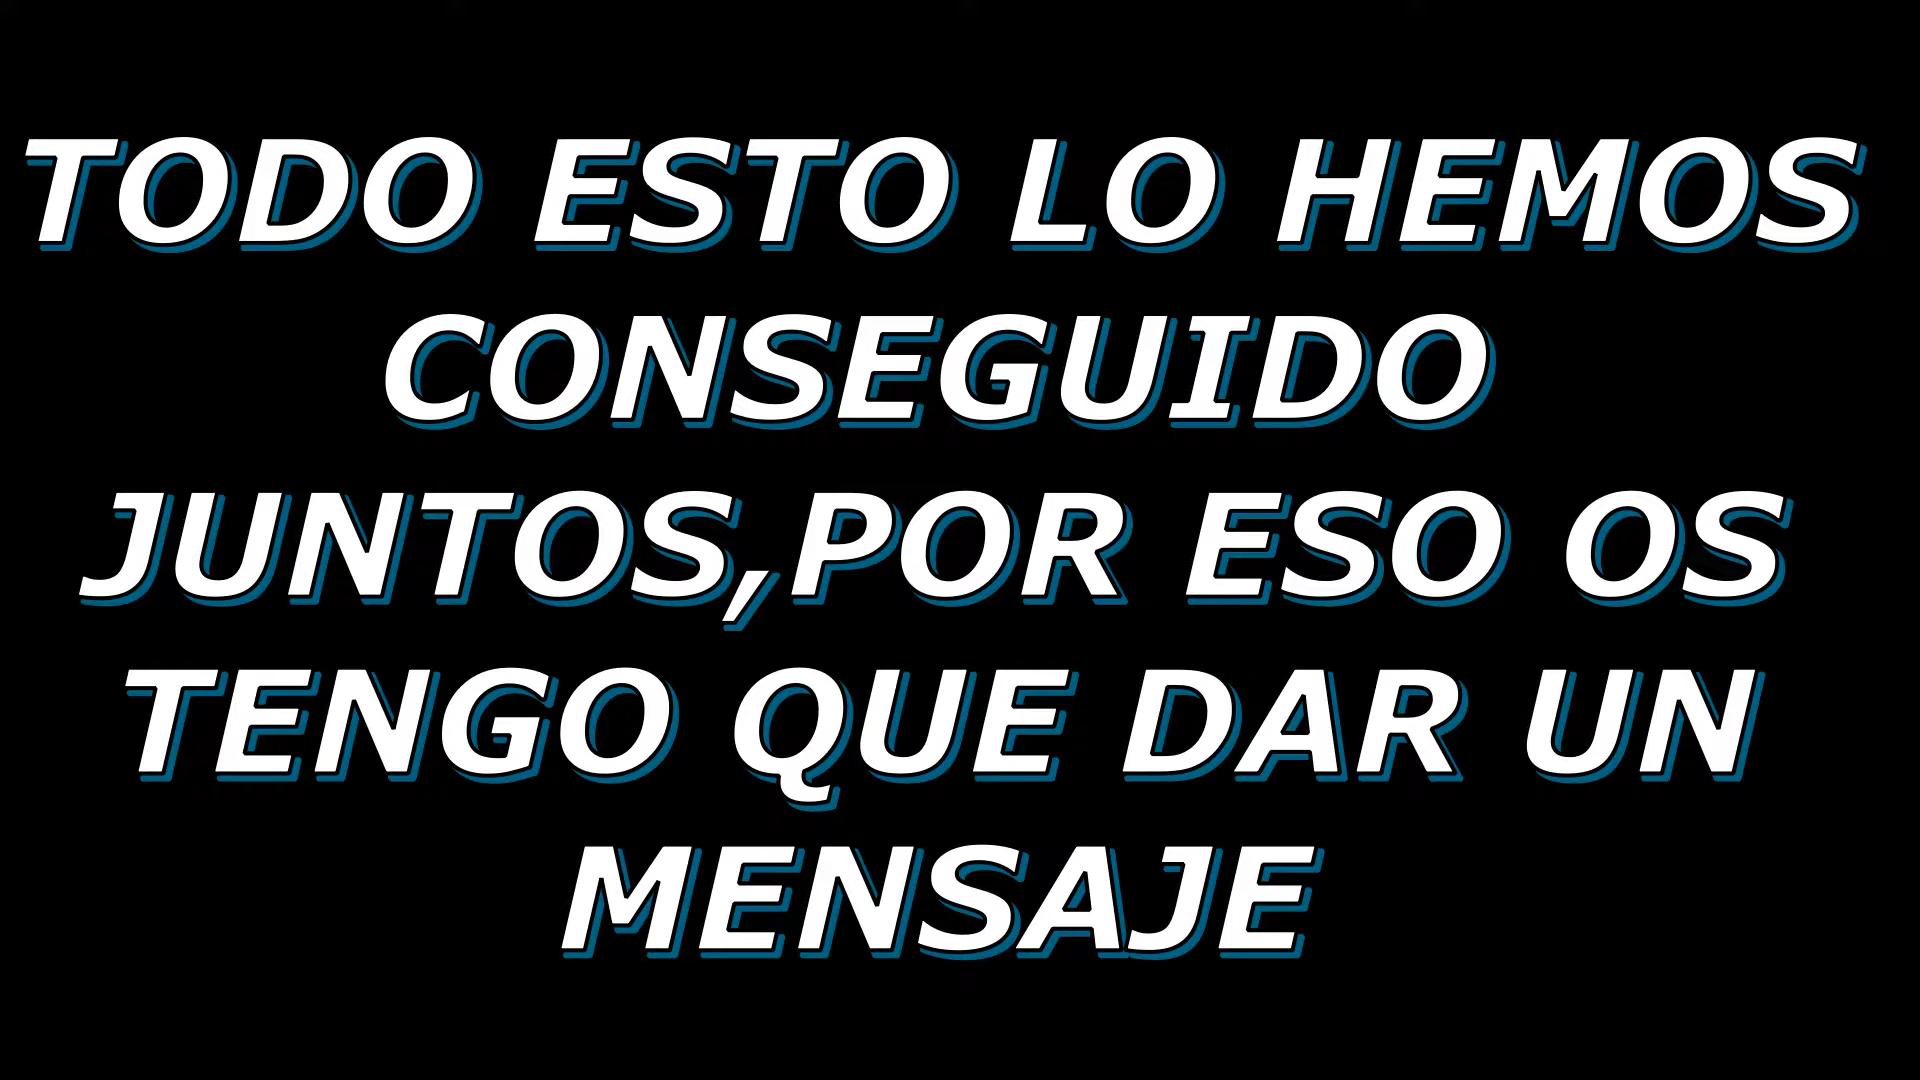 TODO ESTO LO HEMOS
CONSEGUIDO
JUNTOS,POR ESO OS
TENGO QUE DAR UN
MENSAJE